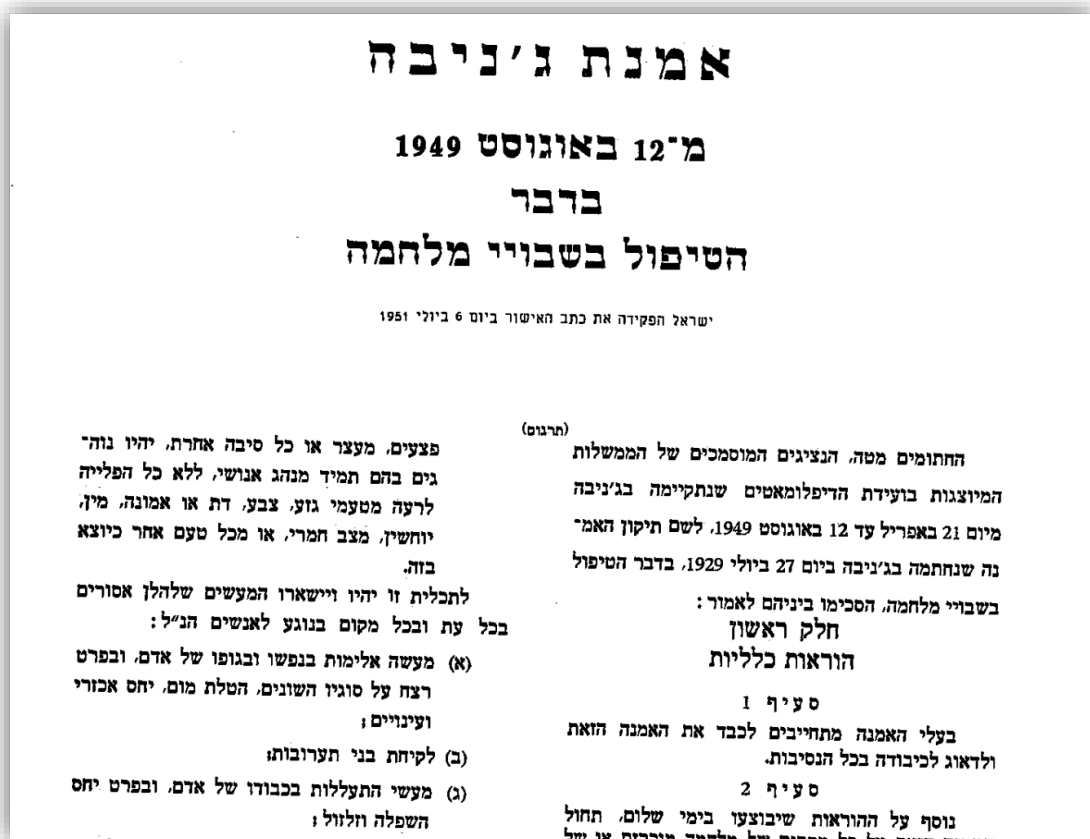 אמנת ג׳ניבה
מ־12 באוגוסט 1949
בדבר
הטיפול בשבויי מלחמה
ישראל הפקידה את כתב האישור ביום 6 ביולי 1951
(תרגום)
החתומים מטה, הנציגים המוסמכים של הממשלות
המיוצגות בועידת הדיפלומאטים שנתקיימה בג׳ניבה
מיום 21 באפריל עד 12 באוגוסט 1949, לשם תיקון האמ־
נה שנחתמה בג׳ניבה ביום 27 ביולי 1929, בדבר הטיפול
בשבויי מלחמה, הסכימו ביניהם לאמור:
חלק ראשון
הוראות כלליות
סעיף 1
בעלי האמנה מתחייבים לכבד את האמנה הזאת
ולדאוג לכיבודה בכל הנסיבות.
סעיף 2
נוסף על ההוראות שיבוצעו בימי שלום, תחול
פצעים, מעצר או כל סיבה אחרת, יהיו נוה־
גים בהם תמיד מנהג אנושי, ללא כל הפלייה
לרעה מטעמי גזע, צבע, דת או אמונה, מין,
יוחשין, מצב חמרי, או מכל טעם אחר כיוצא
בזה.
לתכלית זו יהיו ויישארו המעשים שלהלן אסורים
בכל עת ובכל מקום בנוגע לאנשים הנ״ל:
(א) מעשה אלימות בנפשו ובגופו של אדם, ובפרט
רצח על סוגיו השונים, הטלת מום, יחס אכזרי
ועינויים;
(ב) לקיחת בני תערובות;
(ג) מעשי התעללות בכבודו של אדם, ובפרט יחס
השפלה וזלזול;